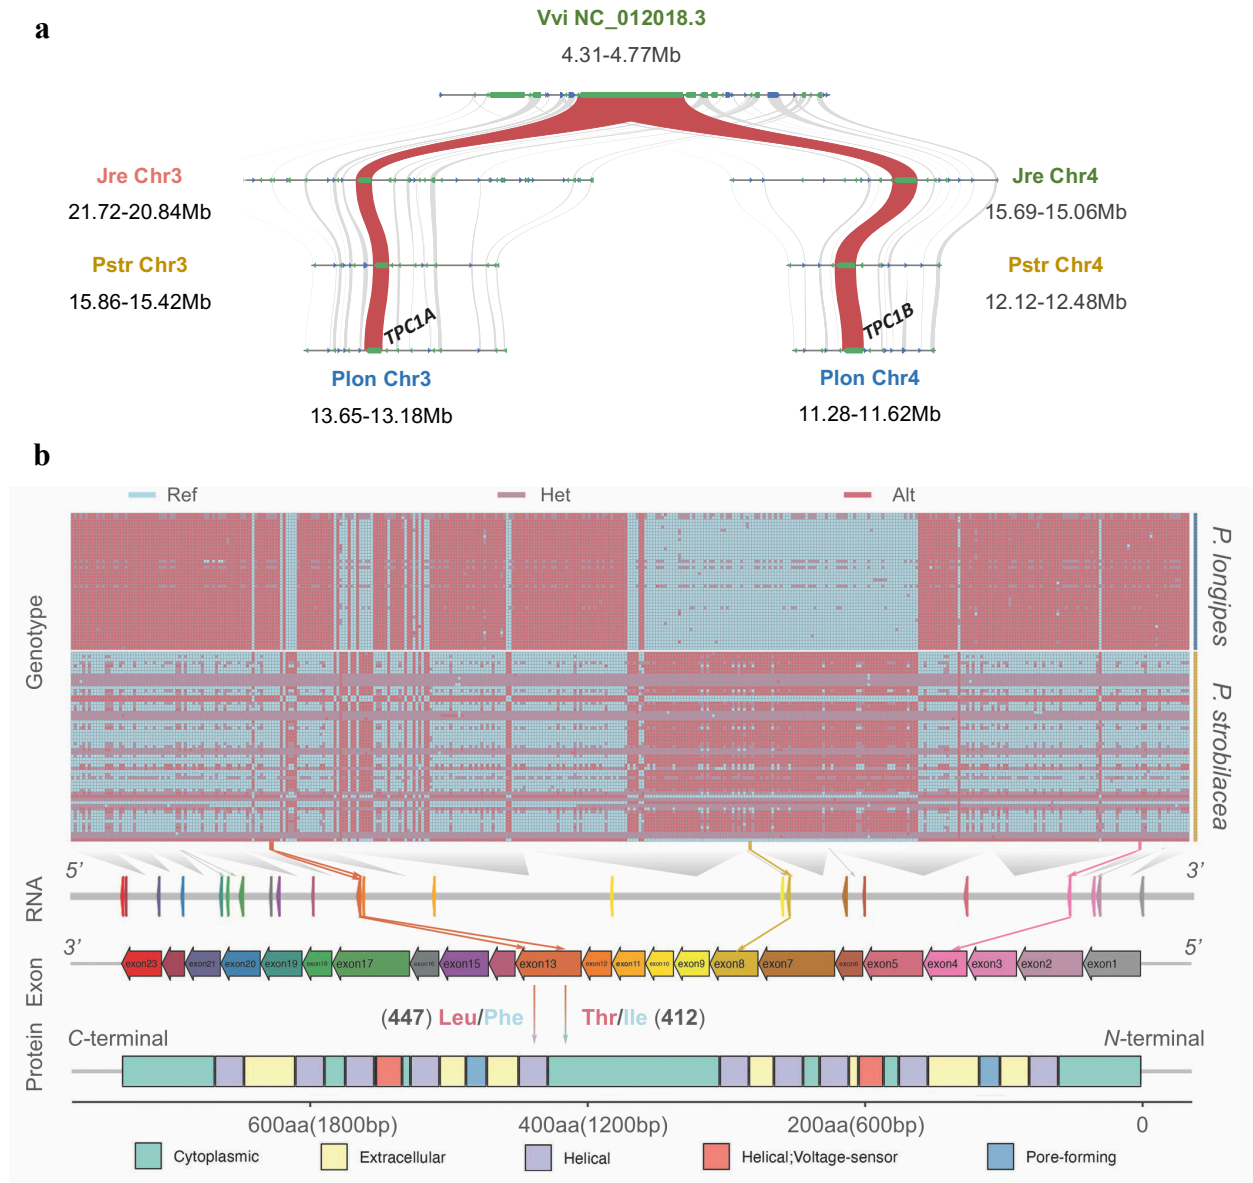 a
Vvi NC_012018.3
4.31-4.77Mb
Jre Chr3
21.72-20.84Mb
Jre Chr4
15.69-15.06Mb
Pstr Chr3
15.86-15.42Mb
Pstr Chr4
12.12-12.48Mb
TPC1A
TPC1B
Plon Chr3
13.65-13.18Mb
Plon Chr4
11.28-11.62Mb
b
Ref Het Alt
Genotype
P. longipes
P. strobilacea
5’ 3’
RNA
3’ 5’
Exon
exon23 exon21 exon20 exon19 exon18 exon17 exon16 exon15 exon13 exon12 exon11 exon10 exon9 exon8 exon7 exon6 exon5 exon4 exon3 exon2 exon1
(447) Leu/Phe Thr/Ile (412)
Protein
C-terminal N-terminal
600aa(1800bp) 400aa(1200bp) 200aa(600bp) 0
Cytoplasmic Extracellular Helical Helical;Voltage-sensor Pore-forming